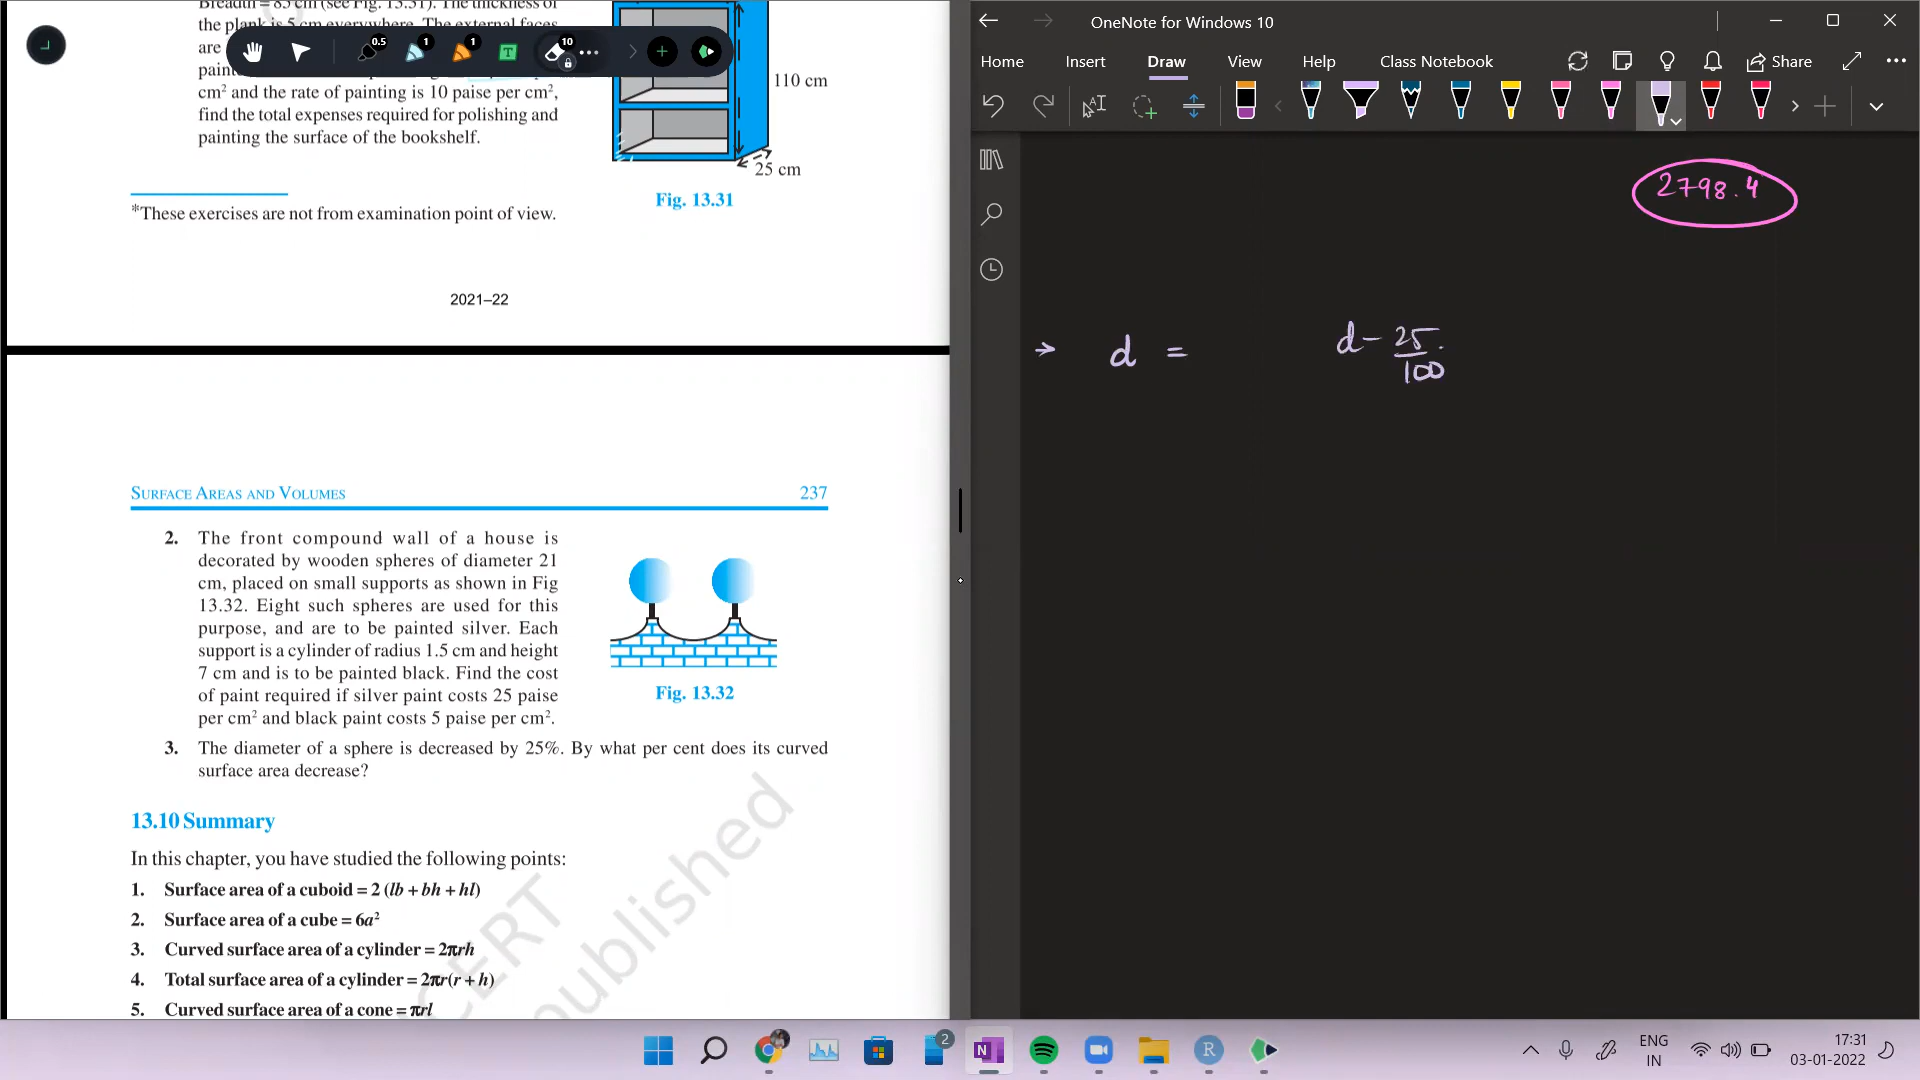 Breadth = 85 cm (see Fig. 13.31). The thickness of
the plank is 5 cm everywhere. The external faces
are
cm² and the rate of painting is 10 paise per cm²,
find the total expenses required for polishing and
painting the surface of the bookshelf.
110 cm
25 cm
Fig. 13.31
*These exercises are not from examination point of view.
2021–22
SURFACE AREAS AND VOLUMES 237
2. The front compound wall of a house is
decorated by wooden spheres of diameter 21
cm, placed on small supports as shown in Fig
13.32. Eight such spheres are used for this
purpose, and are to be painted silver. Each
support is a cylinder of radius 1.5 cm and height
7 cm and is to be painted black. Find the cost
of paint required if silver paint costs 25 paise
per cm² and black paint costs 5 paise per cm².
Fig. 13.32
3. The diameter of a sphere is decreased by 25%. By what per cent does its curved
surface area decrease?
13.10 Summary
In this chapter, you have studied the following points:
1. Surface area of a cuboid = 2 (lb + bh + hl)
2. Surface area of a cube = 6a²
3. Curved surface area of a cylinder = 2πrh
4. Total surface area of a cylinder = 2πr(r + h)
5. Curved surface area of a cone = πrl
0.5 1 1 T 10
OneNote for Windows 10
Home Insert Draw View Help Class Notebook Share
2798.4
→ d = d - 25/100
2
N
R
ENG
IN
17:31
03-01-2022